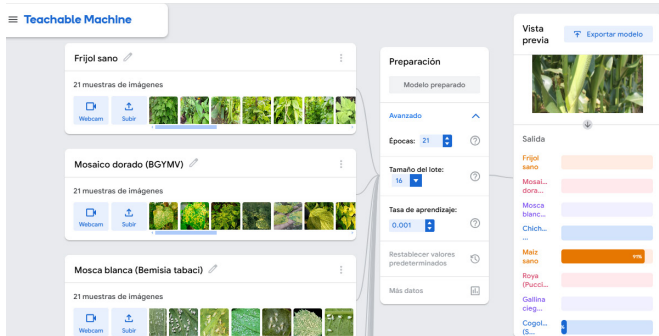 Teachable Machine
Frijol sano
21 muestras de imágenes
Webcam
Subir
Mosaico dorado (BGYMV)
21 muestras de imágenes
Webcam
Subir
Mosca blanca (Bemisia tabaci)
21 muestras de imágenes
Webcam
Subir
Preparación
Modelo preparado
Avanzado
Épocas: 21
Tamaño del lote:
16
Tasa de aprendizaje:
0.001
Restablecer valores
predeterminados
Más datos
Vista
previa
Exportar modelo
Salida
Frijol
sano
Mosai...
dora...
Mosca
blanc...
Chich...
...
Maíz
sano
91%
Roya
(Pucci...
Gallina
cieg...
Cogol...
(S...